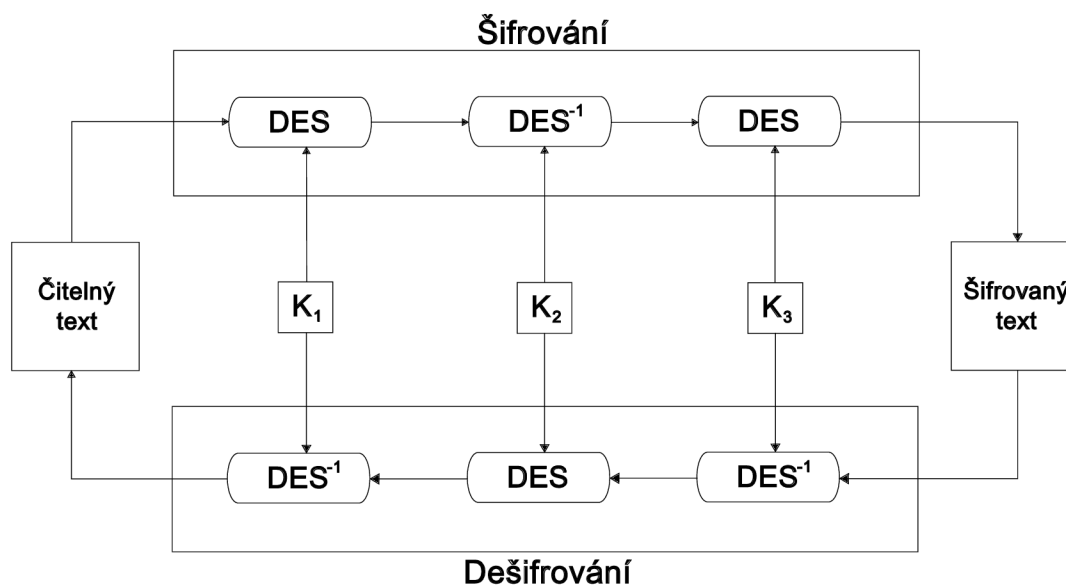 Šifrování
DES
DES⁻¹
DES
Čitelný
text
K₁
K₂
K₃
Šifrovaný
text
DES⁻¹
DES
DES⁻¹
Dešifrování